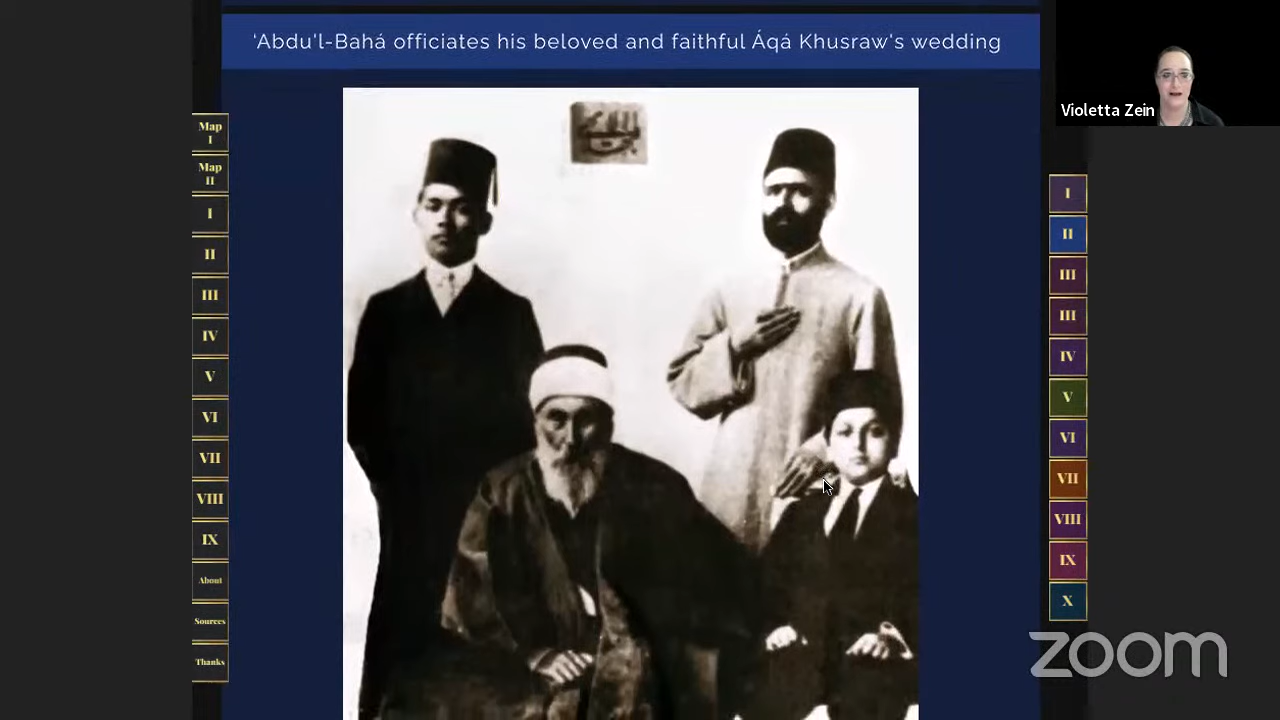 ‘Abdu'l-Bahá officiates his beloved and faithful Áqá Khusraw's wedding
Violetta Zein
Map
I
Map
II
I
II
III
IV
V
VI
VII
VIII
IX
About
Sources
Thanks
I
II
III
III
IV
V
VI
VII
VIII
IX
X
zoom